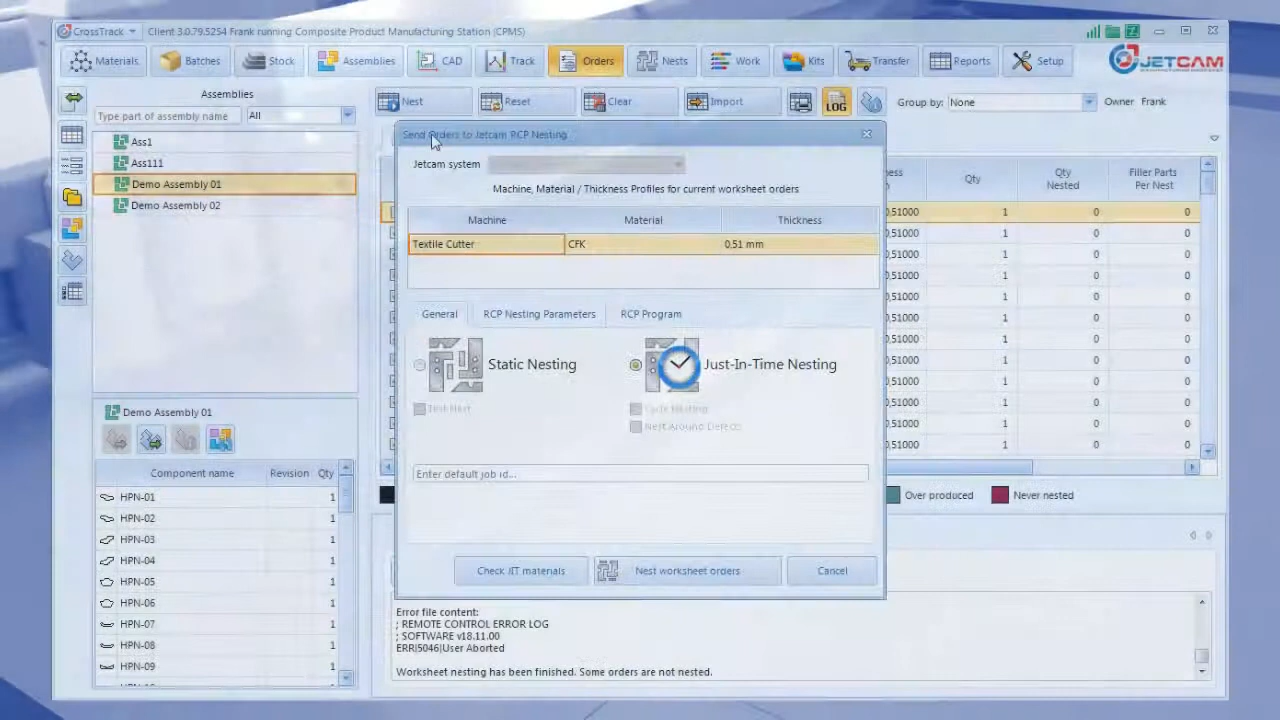 CrossTrack
Client 3.0.79.5254 Frank running Composite Product Manufacturing Station (CPMS)
Materials
Batches
Stock
Assemblies
CAD
Track
Orders
Nests
Work
Kits
Transfer
Reports
Setup
JETCAM
Assemblies
Type part of assembly name
All
Ass1
Ass111
Demo Assembly 01
Demo Assembly 02
Nest
Reset
Clear
Import
LOG
Group by:
None
Owner
Frank
Send Orders to Jetcam RCP Nesting
Jetcam system
Machine, Material / Thickness Profiles for current worksheet orders
Machine
Material
Thickness
Textile Cutter
CFK
0.51 mm
General
RCP Nesting Parameters
RCP Program
Static Nesting
Just-In-Time Nesting
Test Nest
Cycle Nesting
Nest Around Defects
Enter default job id...
Check JIT materials
Nest worksheet orders
Cancel
Qty
Qty Nested
Filler Parts Per Nest
0,51000 1 0 0
0,51000 1 0 0
0,51000 1 0 0
0,51000 1 0 0
0,51000 1 0 0
0,51000 1 0 0
0,51000 1 0 0
0,51000 1 0 0
0,51000 1 0 0
0,51000 1 0 0
0,51000 1 0 0
0,51000 1 0 0
Over produced
Never nested
Demo Assembly 01
Component name
Revision
Qty
HPN-01 1
HPN-02 1
HPN-03 1
HPN-04 1
HPN-05 1
HPN-06 1
HPN-07 1
HPN-08 1
HPN-09 1
0 0
Error file content:
; REMOTE CONTROL ERROR LOG
; SOFTWARE v18.11.00
ERR|5046|User Aborted
Worksheet nesting has been finished. Some orders are not nested.